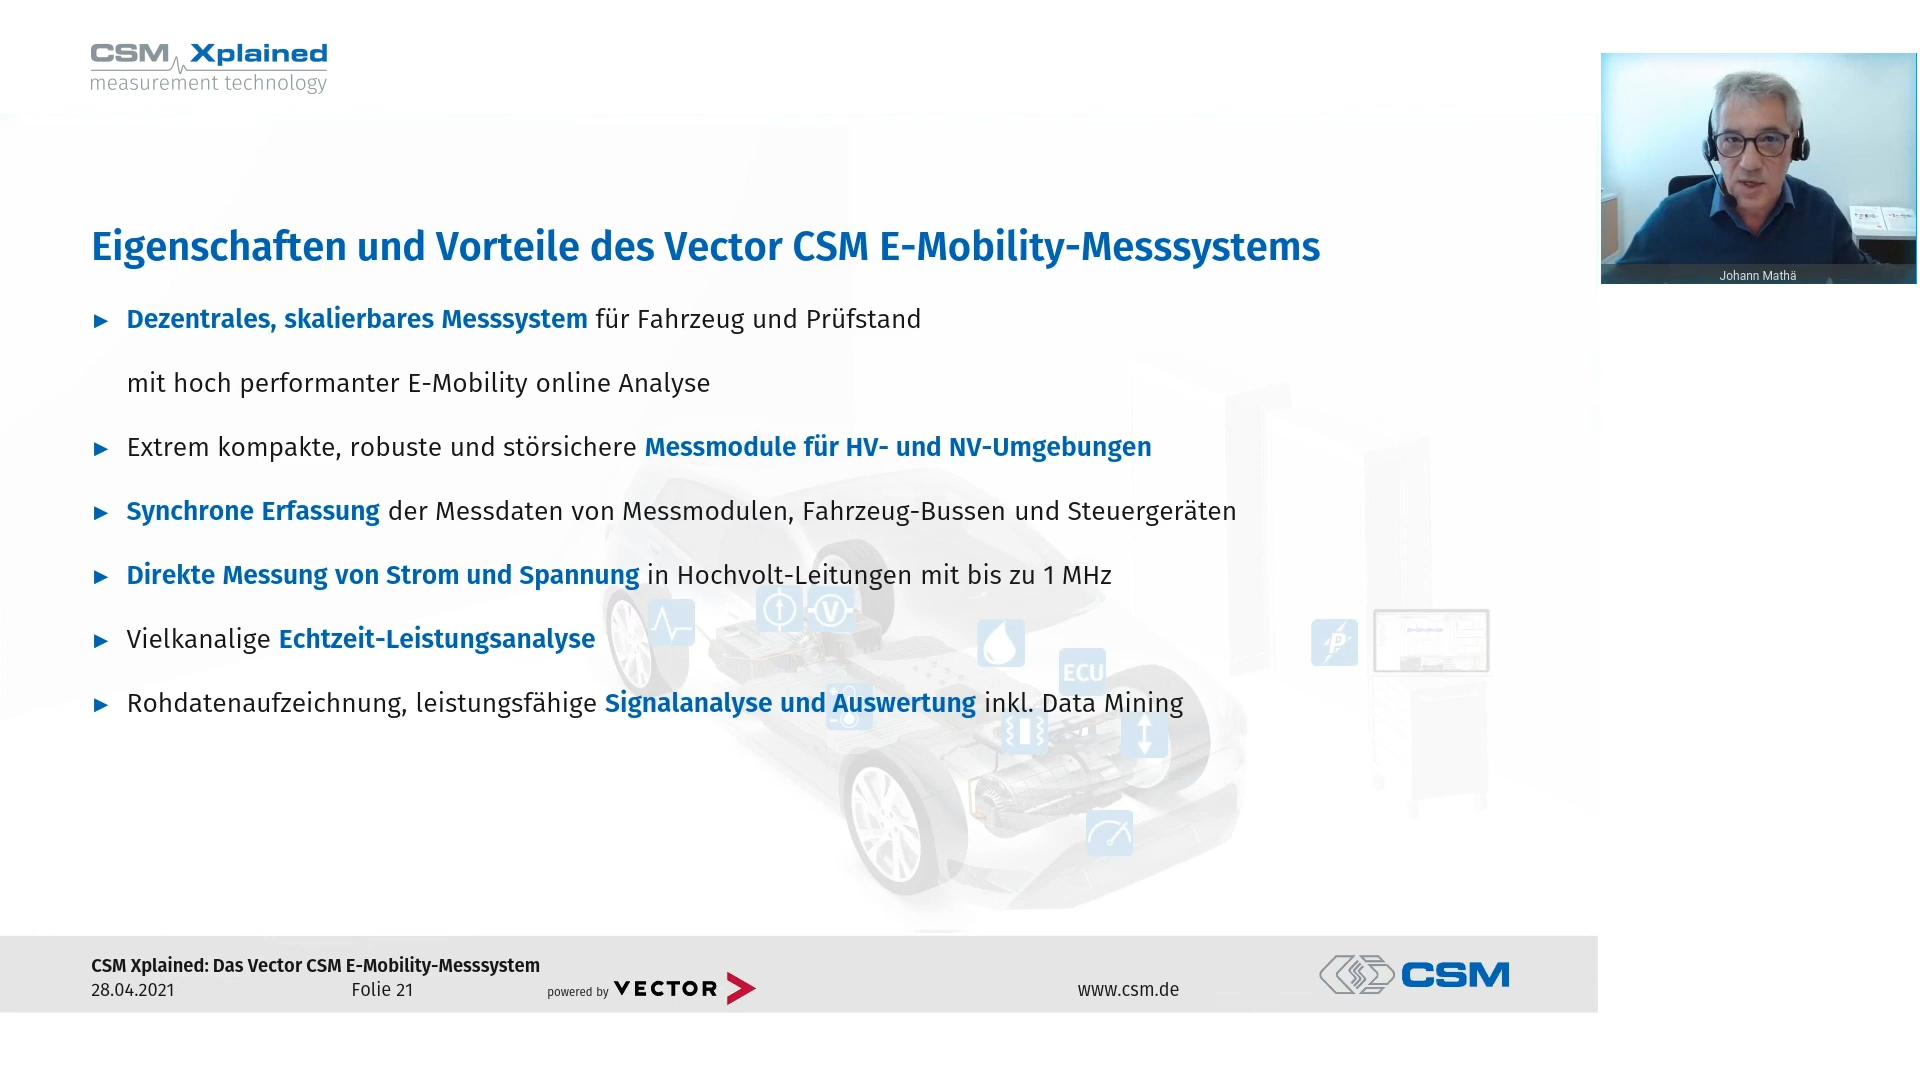 CSM Xplained
measurement technology
Johann Mathä
Eigenschaften und Vorteile des Vector CSM E-Mobility-Messsystems
► Dezentrales, skalierbares Messsystem für Fahrzeug und Prüfstand
mit hoch performanter E-Mobility online Analyse
► Extrem kompakte, robuste und störsichere Messmodule für HV- und NV-Umgebungen
► Synchrone Erfassung der Messdaten von Messmodulen, Fahrzeug-Bussen und Steuergeräten
► Direkte Messung von Strom und Spannung in Hochvolt-Leitungen mit bis zu 1 MHz
► Vielkanalige Echtzeit-Leistungsanalyse
► Rohdatenaufzeichnung, leistungsfähige Signalanalyse und Auswertung inkl. Data Mining
V
ECU
P
CSM Xplained: Das Vector CSM E-Mobility-Messsystem
28.04.2021 Folie 21 powered by VECTOR www.csm.de
CSM